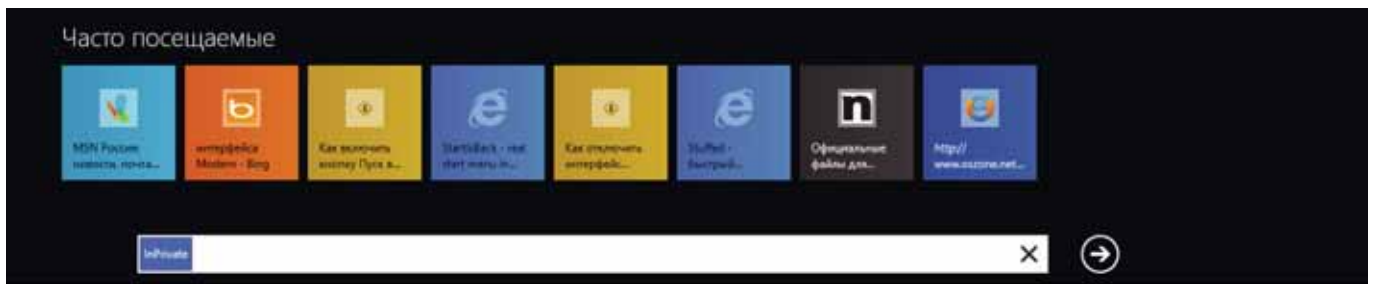 Часто посещаемые
MSN Россия:
новости, почта...
интерфейса
Modern - Bing
Как включить
кнопку Пуск в...
StartIsBack - real
start menu in...
Как отключить
интерфейс...
Stuffed -
быстрый...
n
Официальные
файлы для...
Http://
www.oszone.net...
InPrivate